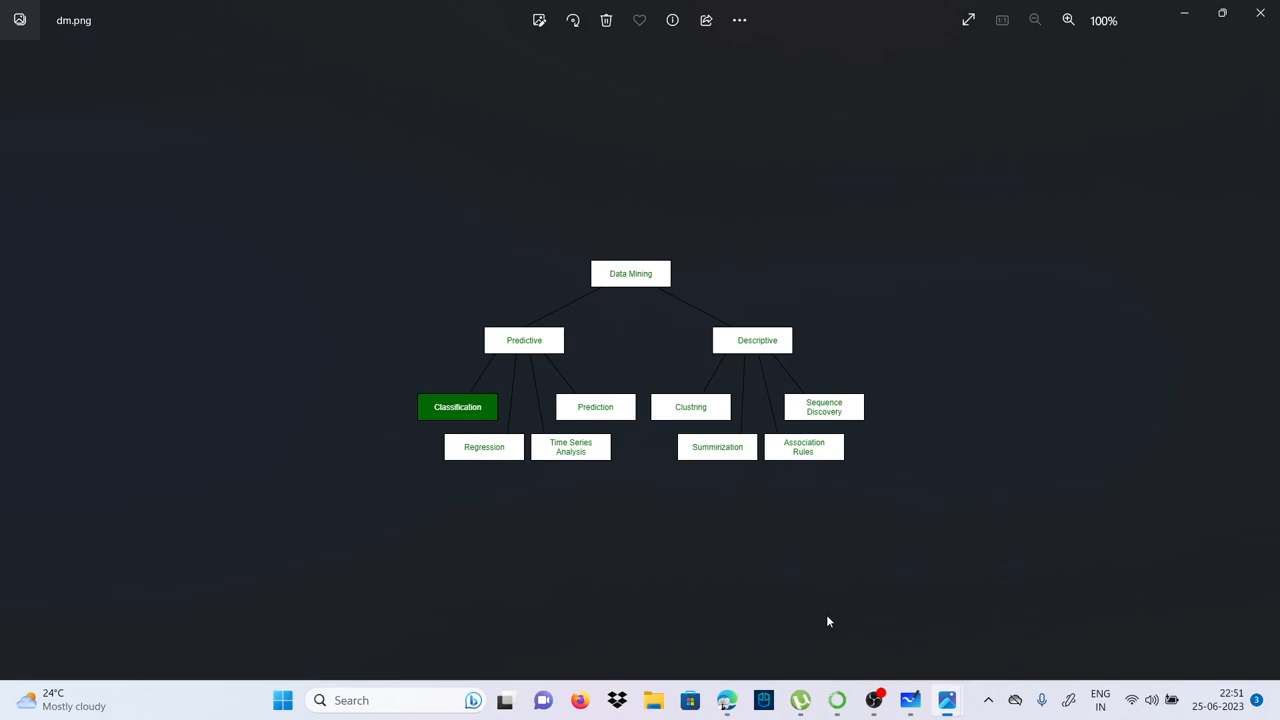 dm.png
100%
Data Mining
Predictive
Descriptive
Classification
Prediction
Clustring
Sequence
Discovery
Regression
Time Series
Analysis
Summirization
Association
Rules
24°C
Mostly cloudy
Search
ENG
IN
22:51
25-06-2023
3